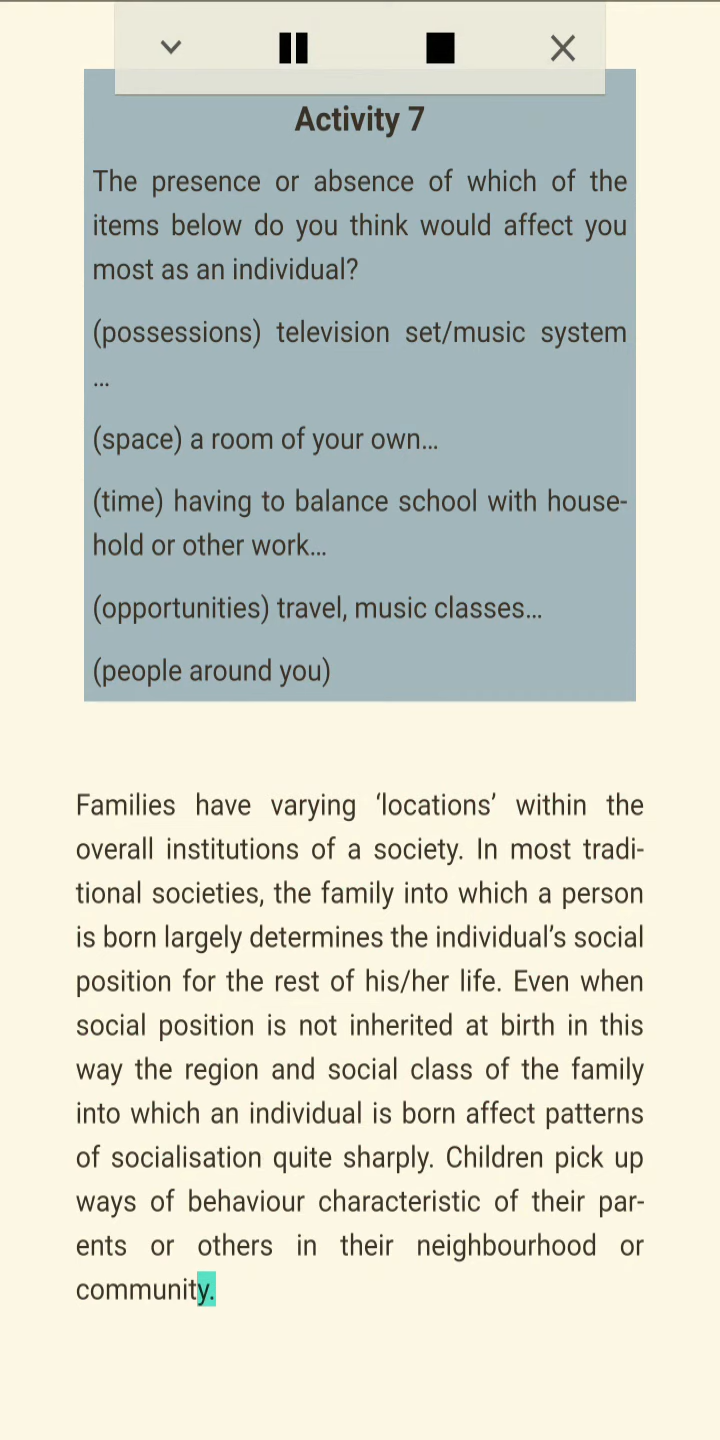 Activity 7
The presence or absence of which of the
items below do you think would affect you
most as an individual?
(possessions) television set/music system
...
(space) a room of your own...
(time) having to balance school with house-
hold or other work...
(opportunities) travel, music classes...
(people around you)
Families have varying ‘locations’ within the
overall institutions of a society. In most tradi-
tional societies, the family into which a person
is born largely determines the individual’s social
position for the rest of his/her life. Even when
social position is not inherited at birth in this
way the region and social class of the family
into which an individual is born affect patterns
of socialisation quite sharply. Children pick up
ways of behaviour characteristic of their par-
ents or others in their neighbourhood or
community.